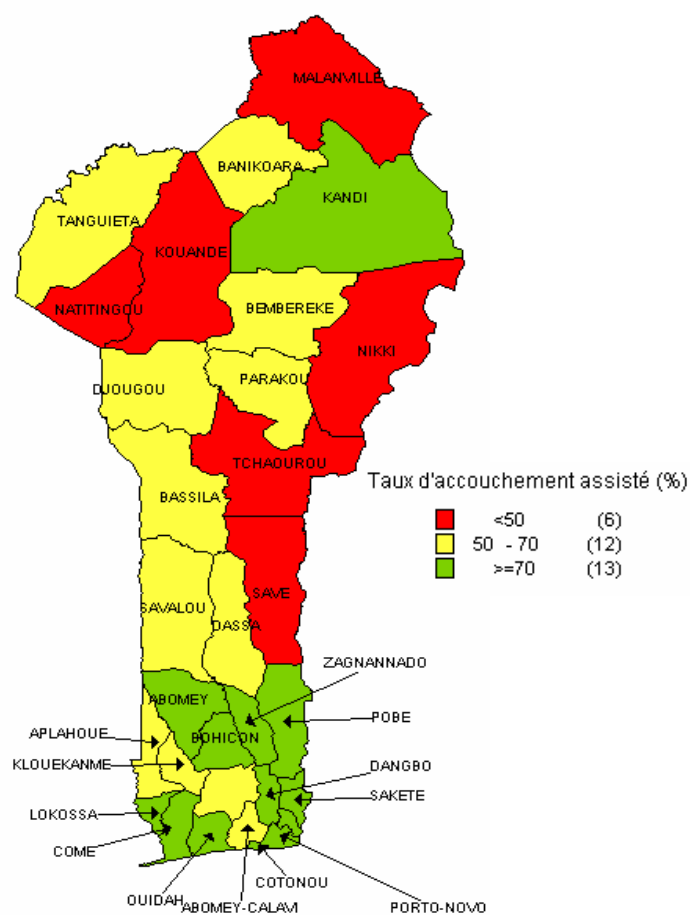 MALANVILLE
BANIKOARA
KANDI
TANGUIETA
KOUANDE
NATITINGOU
BEMBEREKE
NIKKI
PARAKOU
DJOUGOU
TCHAOUROU
Taux d'accouchement assisté (%)
BASSILA
<50 (6)
50 - 70 (12)
>=70 (13)
SAVE
SAVALOU
DASSA
ZAGNANNADO
ABOMEY
POBE
APLAHOUE
BOHICON
KLOUEKANME
DANGBO
SAKETE
LOKOSSA
COME
COTONOU
OUIDAH
ABOMEY-CALAVI
PORTO-NOVO